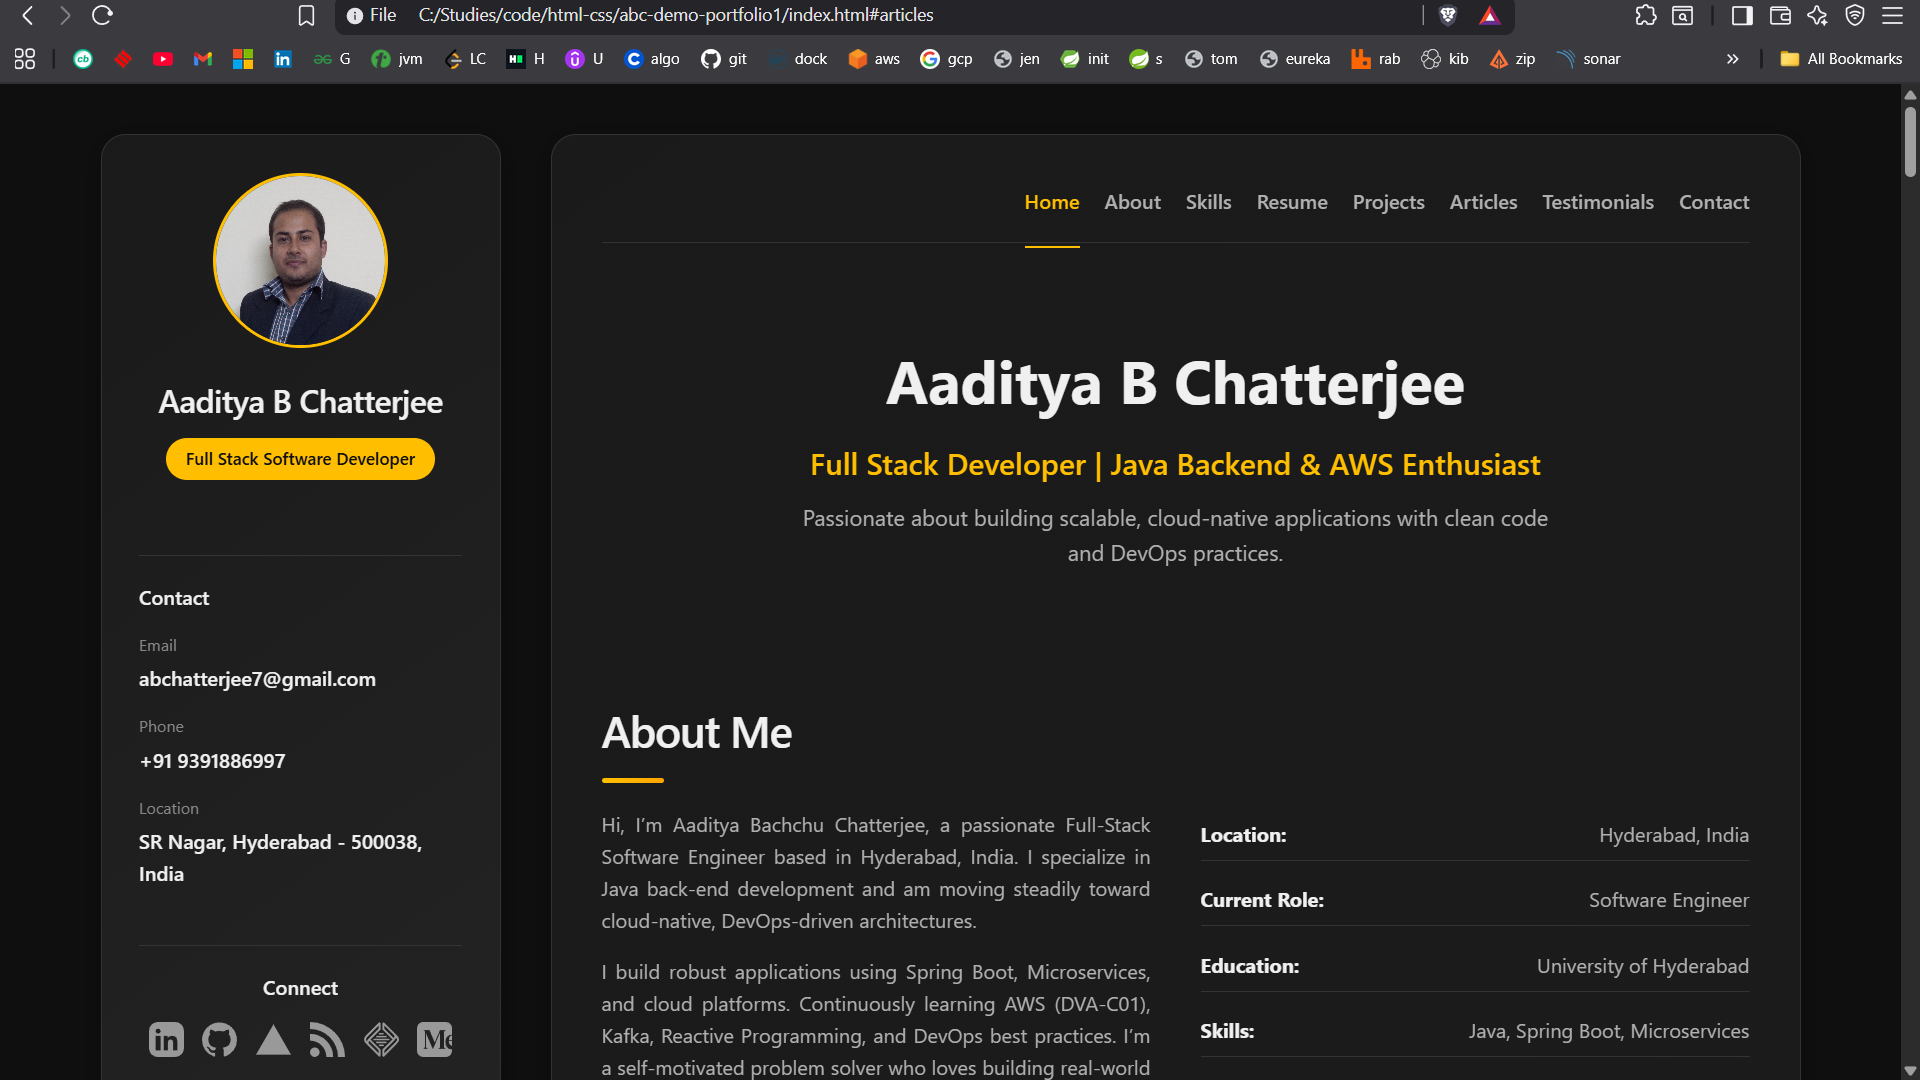 File C:/Studies/code/html-css/abc-demo-portfolio1/index.html#articles
cb G jvm LC H U algo git dock aws gcp jen init s tom eureka rab kib zip sonar » All Bookmarks
Aaditya B Chatterjee
Full Stack Software Developer
Contact
Email
abchatterjee7@gmail.com
Phone
+91 9391886997
Location
SR Nagar, Hyderabad - 500038,
India
Connect
in
Me
Home About Skills Resume Projects Articles Testimonials Contact
Aaditya B Chatterjee
Full Stack Developer | Java Backend & AWS Enthusiast
Passionate about building scalable, cloud-native applications with clean code
and DevOps practices.
About Me
Hi, I’m Aaditya Bachchu Chatterjee, a passionate Full-Stack
Software Engineer based in Hyderabad, India. I specialize in
Java back-end development and am moving steadily toward
cloud-native, DevOps-driven architectures.
I build robust applications using Spring Boot, Microservices,
and cloud platforms. Continuously learning AWS (DVA-C01),
Kafka, Reactive Programming, and DevOps best practices. I’m
a self-motivated problem solver who loves building real-world
Location: Hyderabad, India
Current Role: Software Engineer
Education: University of Hyderabad
Skills: Java, Spring Boot, Microservices